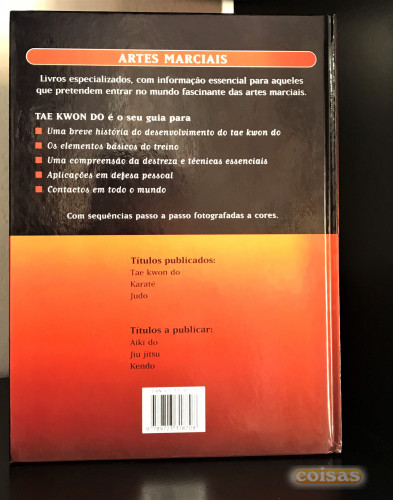 ARTES MARCIAIS
Livros especializados, com informação essencial para aqueles
que pretendem entrar no mundo fascinante das artes marciais.
TAE KWON DO é o seu guia para
Uma breve história do desenvolvimento do tae kwon do
Os elementos básicos do treino
Uma compreensão da destreza e técnicas essenciais
Aplicações em defesa pessoal
Contactos em todo o mundo
Com sequências passo a passo fotografadas a cores.
Títulos publicados:
Tae kwon do
Karaté
Judo
Títulos a publicar:
Aiki do
Jiu jitsu
Kendo
coisas